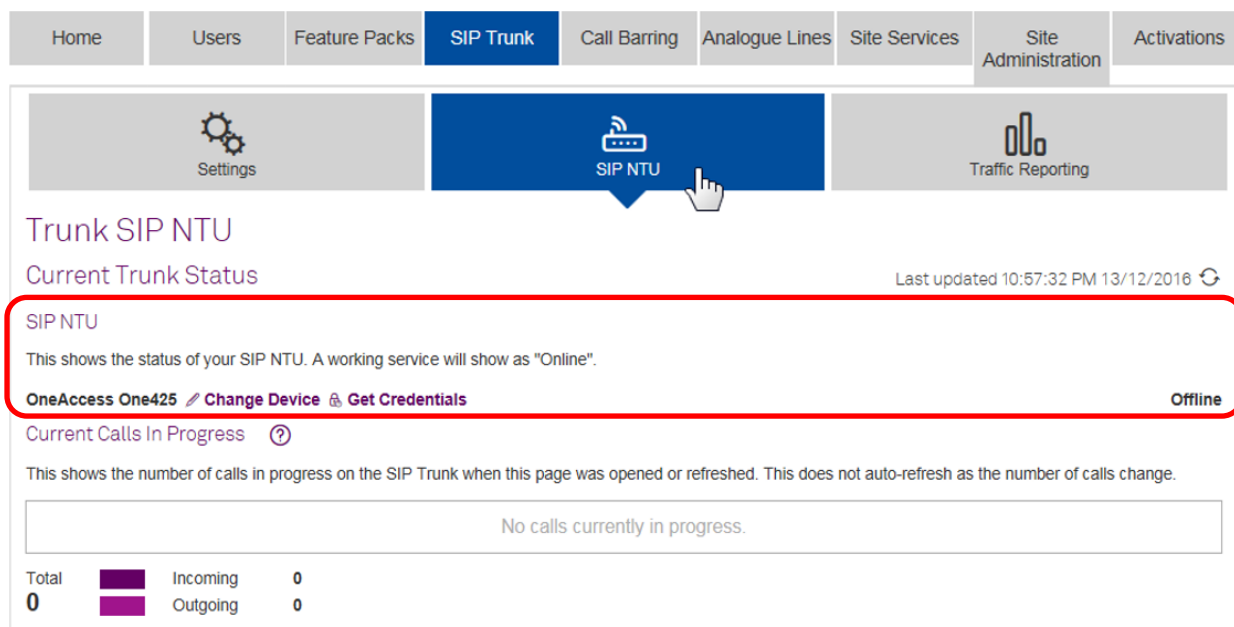 Home Users Feature Packs SIP Trunk Call Barring Analogue Lines Site Services Site Administration Activations
Settings SIP NTU Traffic Reporting
Trunk SIP NTU
Current Trunk Status Last updated 10:57:32 PM 13/12/2016
SIP NTU
This shows the status of your SIP NTU. A working service will show as "Online".
OneAccess One425 Change Device Get Credentials Offline
Current Calls In Progress ?
This shows the number of calls in progress on the SIP Trunk when this page was opened or refreshed. This does not auto-refresh as the number of calls change.
No calls currently in progress.
Total Incoming 0
0 Outgoing 0